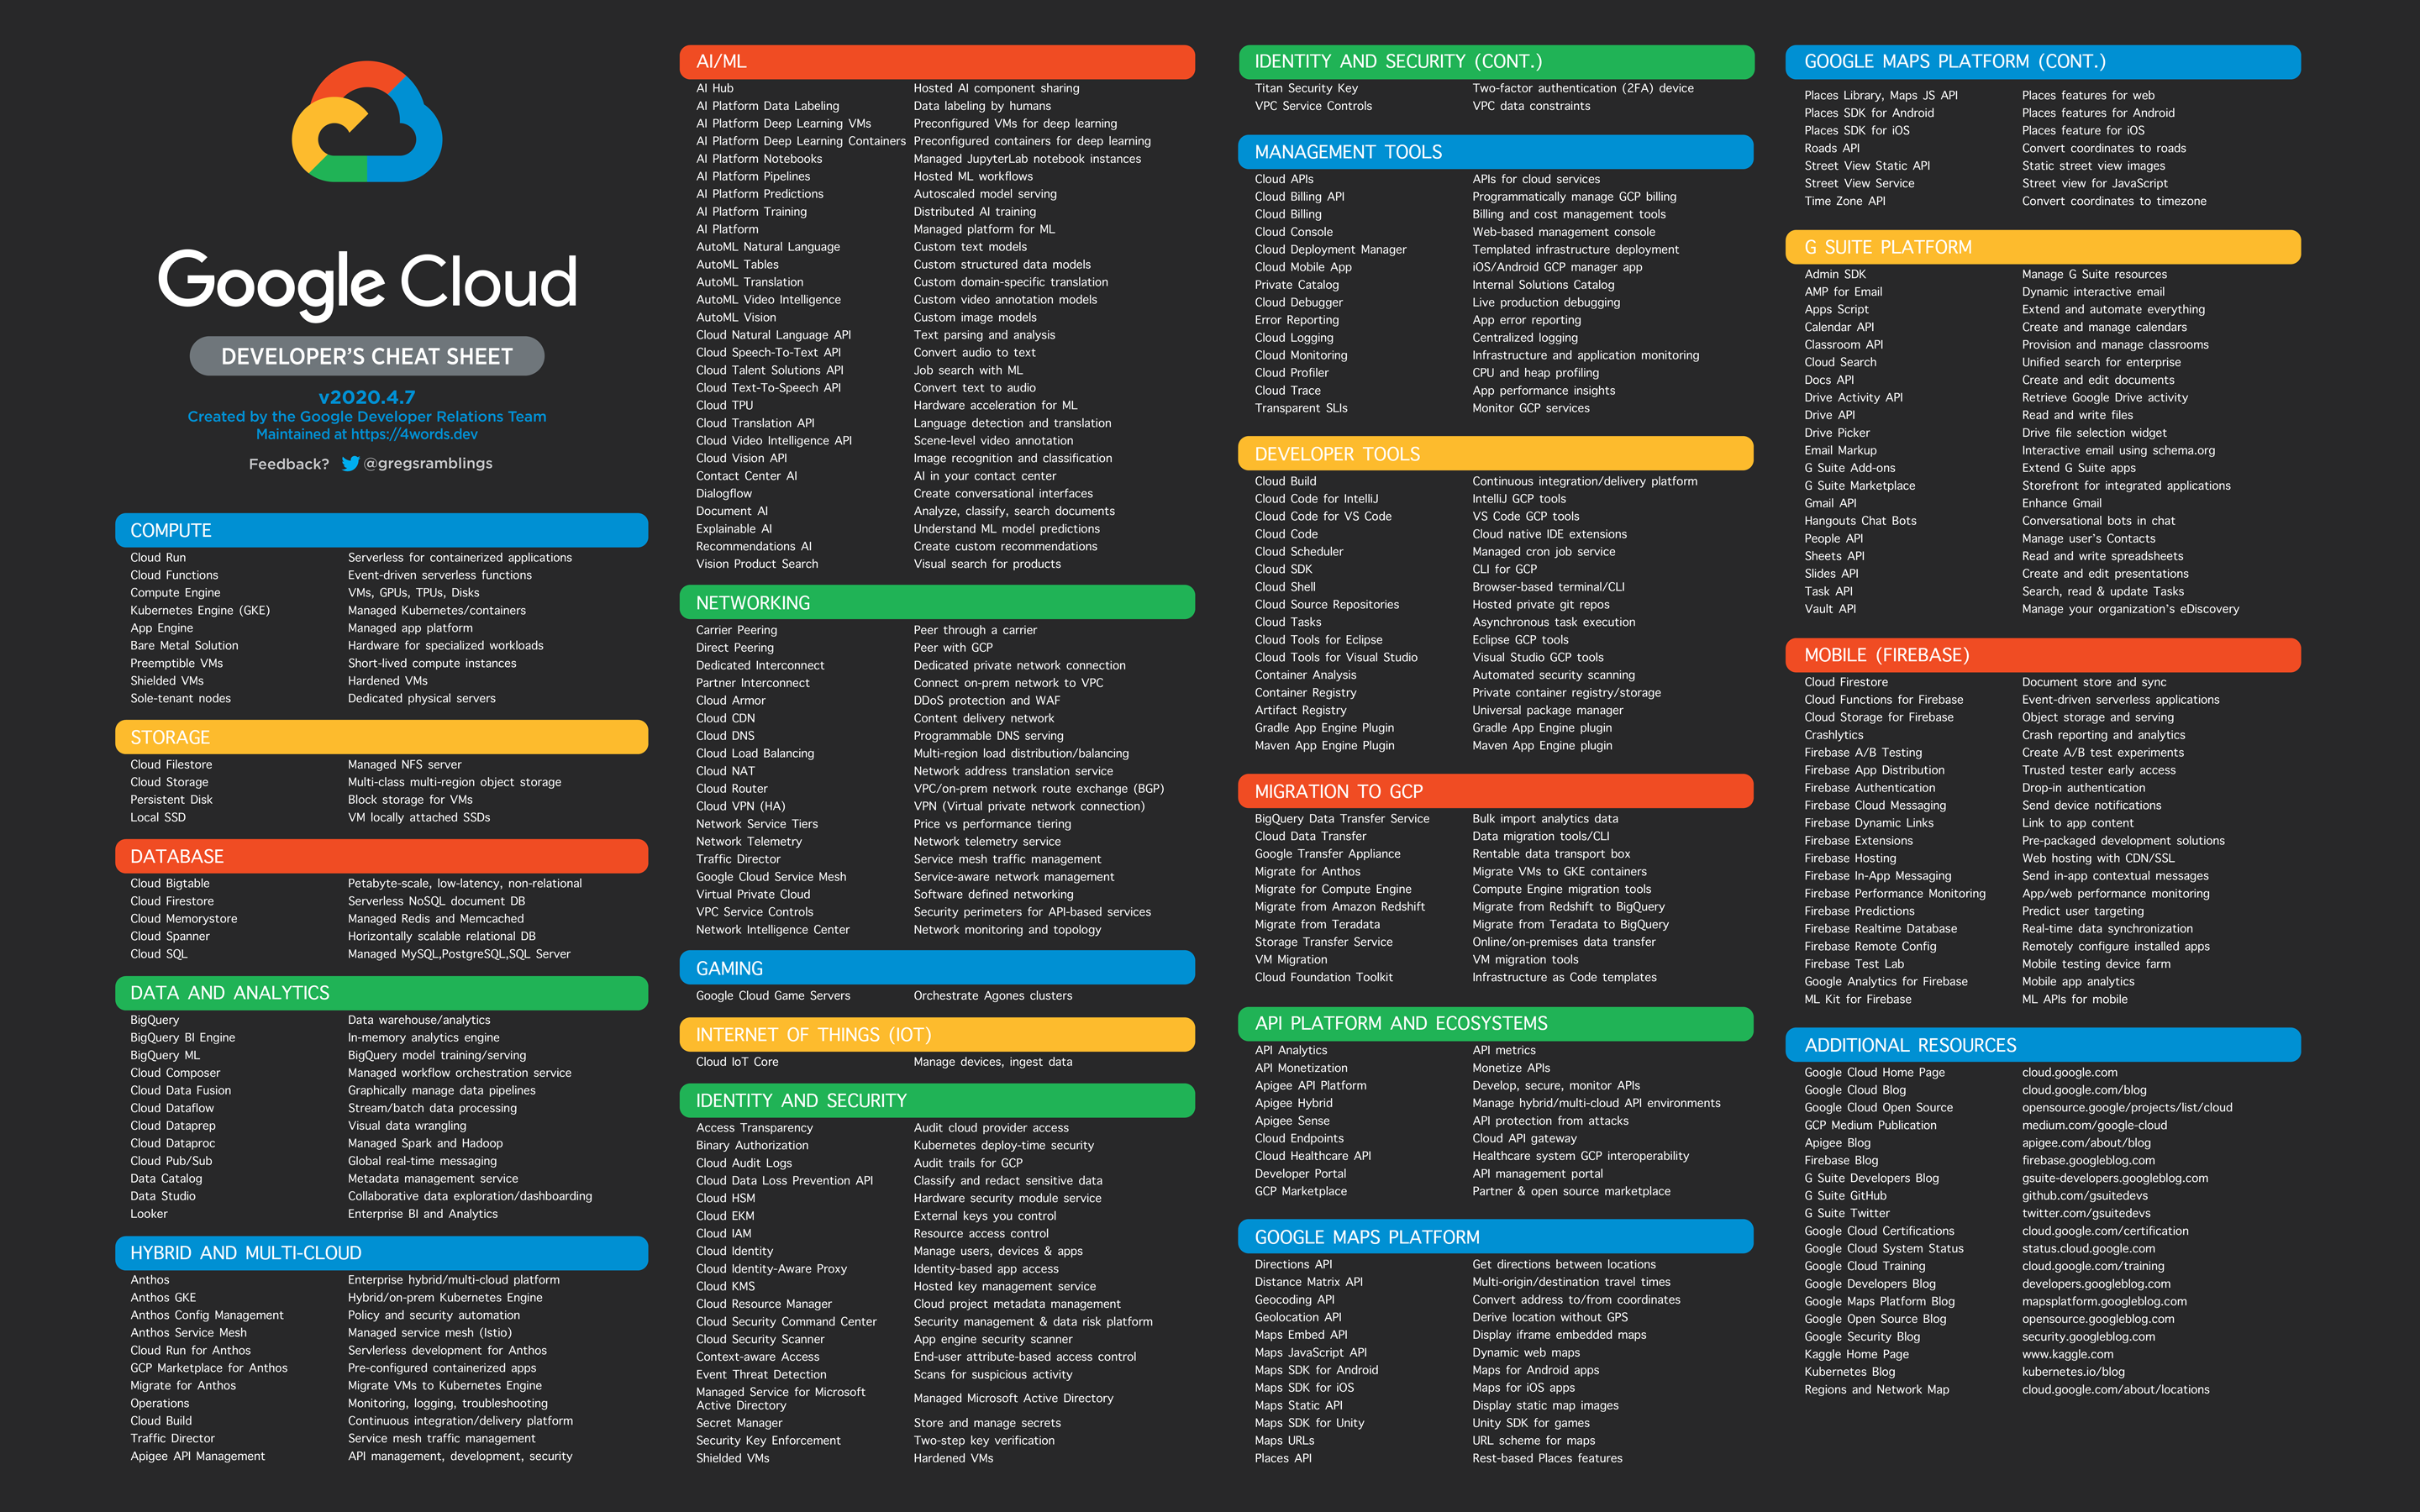 Google Cloud
DEVELOPER'S CHEAT SHEET
v2020.4.7
Created by the Google Developer Relations Team
Maintained at https://4words.dev
Feedback? @gregsramblings
COMPUTE
Cloud Run Serverless for containerized applications
Cloud Functions Event-driven serverless functions
Compute Engine VMs, GPUs, TPUs, Disks
Kubernetes Engine (GKE) Managed Kubernetes/containers
App Engine Managed app platform
Bare Metal Solution Hardware for specialized workloads
Preemptible VMs Short-lived compute instances
Shielded VMs Hardened VMs
Sole-tenant nodes Dedicated physical servers
STORAGE
Cloud Filestore Managed NFS server
Cloud Storage Multi-class multi-region object storage
Persistent Disk Block storage for VMs
Local SSD VM locally attached SSDs
DATABASE
Cloud Bigtable Petabyte-scale, low-latency, non-relational
Cloud Firestore Serverless NoSQL document DB
Cloud Memorystore Managed Redis and Memcached
Cloud Spanner Horizontally scalable relational DB
Cloud SQL Managed MySQL,PostgreSQL,SQL Server
DATA AND ANALYTICS
BigQuery Data warehouse/analytics
BigQuery BI Engine In-memory analytics engine
BigQuery ML BigQuery model training/serving
Cloud Composer Managed workflow orchestration service
Cloud Data Fusion Graphically manage data pipelines
Cloud Dataflow Stream/batch data processing
Cloud Dataprep Visual data wrangling
Cloud Dataproc Managed Spark and Hadoop
Cloud Pub/Sub Global real-time messaging
Data Catalog Metadata management service
Data Studio Collaborative data exploration/dashboarding
Looker Enterprise BI and Analytics
HYBRID AND MULTI-CLOUD
Anthos Enterprise hybrid/multi-cloud platform
Anthos GKE Hybrid/on-prem Kubernetes Engine
Anthos Config Management Policy and security automation
Anthos Service Mesh Managed service mesh (Istio)
Cloud Run for Anthos Servlerless development for Anthos
GCP Marketplace for Anthos Pre-configured containerized apps
Migrate for Anthos Migrate VMs to Kubernetes Engine
Operations Monitoring, logging, troubleshooting
Cloud Build Continuous integration/delivery platform
Traffic Director Service mesh traffic management
Apigee API Management API management, development, security
AI/ML
AI Hub Hosted AI component sharing
AI Platform Data Labeling Data labeling by humans
AI Platform Deep Learning VMs Preconfigured VMs for deep learning
AI Platform Deep Learning Containers Preconfigured containers for deep learning
AI Platform Notebooks Managed JupyterLab notebook instances
AI Platform Pipelines Hosted ML workflows
AI Platform Predictions Autoscaled model serving
AI Platform Training Distributed AI training
AI Platform Managed platform for ML
AutoML Natural Language Custom text models
AutoML Tables Custom structured data models
AutoML Translation Custom domain-specific translation
AutoML Video Intelligence Custom video annotation models
AutoML Vision Custom image models
Cloud Natural Language API Text parsing and analysis
Cloud Speech-To-Text API Convert audio to text
Cloud Talent Solutions API Job search with ML
Cloud Text-To-Speech API Convert text to audio
Cloud TPU Hardware acceleration for ML
Cloud Translation API Language detection and translation
Cloud Video Intelligence API Scene-level video annotation
Cloud Vision API Image recognition and classification
Contact Center AI AI in your contact center
Dialogflow Create conversational interfaces
Document AI Analyze, classify, search documents
Explainable AI Understand ML model predictions
Recommendations AI Create custom recommendations
Vision Product Search Visual search for products
NETWORKING
Carrier Peering Peer through a carrier
Direct Peering Peer with GCP
Dedicated Interconnect Dedicated private network connection
Partner Interconnect Connect on-prem network to VPC
Cloud Armor DDoS protection and WAF
Cloud CDN Content delivery network
Cloud DNS Programmable DNS serving
Cloud Load Balancing Multi-region load distribution/balancing
Cloud NAT Network address translation service
Cloud Router VPC/on-prem network route exchange (BGP)
Cloud VPN (HA) VPN (Virtual private network connection)
Network Service Tiers Price vs performance tiering
Network Telemetry Network telemetry service
Traffic Director Service mesh traffic management
Google Cloud Service Mesh Service-aware network management
Virtual Private Cloud Software defined networking
VPC Service Controls Security perimeters for API-based services
Network Intelligence Center Network monitoring and topology
GAMING
Google Cloud Game Servers Orchestrate Agones clusters
INTERNET OF THINGS (IOT)
Cloud IoT Core Manage devices, ingest data
IDENTITY AND SECURITY
Access Transparency Audit cloud provider access
Binary Authorization Kubernetes deploy-time security
Cloud Audit Logs Audit trails for GCP
Cloud Data Loss Prevention API Classify and redact sensitive data
Cloud HSM Hardware security module service
Cloud EKM External keys you control
Cloud IAM Resource access control
Cloud Identity Manage users, devices & apps
Cloud Identity-Aware Proxy Identity-based app access
Cloud KMS Hosted key management service
Cloud Resource Manager Cloud project metadata management
Cloud Security Command Center Security management & data risk platform
Cloud Security Scanner App engine security scanner
Context-aware Access End-user attribute-based access control
Event Threat Detection Scans for suspicious activity
Managed Service for Microsoft
Active Directory Managed Microsoft Active Directory
Secret Manager Store and manage secrets
Security Key Enforcement Two-step key verification
Shielded VMs Hardened VMs
IDENTITY AND SECURITY (CONT.)
Titan Security Key Two-factor authentication (2FA) device
VPC Service Controls VPC data constraints
MANAGEMENT TOOLS
Cloud APIs APIs for cloud services
Cloud Billing API Programmatically manage GCP billing
Cloud Billing Billing and cost management tools
Cloud Console Web-based management console
Cloud Deployment Manager Templated infrastructure deployment
Cloud Mobile App iOS/Android GCP manager app
Private Catalog Internal Solutions Catalog
Cloud Debugger Live production debugging
Error Reporting App error reporting
Cloud Logging Centralized logging
Cloud Monitoring Infrastructure and application monitoring
Cloud Profiler CPU and heap profiling
Cloud Trace App performance insights
Transparent SLIs Monitor GCP services
DEVELOPER TOOLS
Cloud Build Continuous integration/delivery platform
Cloud Code for IntelliJ IntelliJ GCP tools
Cloud Code for VS Code VS Code GCP tools
Cloud Code Cloud native IDE extensions
Cloud Scheduler Managed cron job service
Cloud SDK CLI for GCP
Cloud Shell Browser-based terminal/CLI
Cloud Source Repositories Hosted private git repos
Cloud Tasks Asynchronous task execution
Cloud Tools for Eclipse Eclipse GCP tools
Cloud Tools for Visual Studio Visual Studio GCP tools
Container Analysis Automated security scanning
Container Registry Private container registry/storage
Artifact Registry Universal package manager
Gradle App Engine Plugin Gradle App Engine plugin
Maven App Engine Plugin Maven App Engine plugin
MIGRATION TO GCP
BigQuery Data Transfer Service Bulk import analytics data
Cloud Data Transfer Data migration tools/CLI
Google Transfer Appliance Rentable data transport box
Migrate for Anthos Migrate VMs to GKE containers
Migrate for Compute Engine Compute Engine migration tools
Migrate from Amazon Redshift Migrate from Redshift to BigQuery
Migrate from Teradata Migrate from Teradata to BigQuery
Storage Transfer Service Online/on-premises data transfer
VM Migration VM migration tools
Cloud Foundation Toolkit Infrastructure as Code templates
API PLATFORM AND ECOSYSTEMS
API Analytics API metrics
API Monetization Monetize APIs
Apigee API Platform Develop, secure, monitor APIs
Apigee Hybrid Manage hybrid/multi-cloud API environments
Apigee Sense API protection from attacks
Cloud Endpoints Cloud API gateway
Cloud Healthcare API Healthcare system GCP interoperability
Developer Portal API management portal
GCP Marketplace Partner & open source marketplace
GOOGLE MAPS PLATFORM
Directions API Get directions between locations
Distance Matrix API Multi-origin/destination travel times
Geocoding API Convert address to/from coordinates
Geolocation API Derive location without GPS
Maps Embed API Display iframe embedded maps
Maps JavaScript API Dynamic web maps
Maps SDK for Android Maps for Android apps
Maps SDK for iOS Maps for iOS apps
Maps Static API Display static map images
Maps SDK for Unity Unity SDK for games
Maps URLs URL scheme for maps
Places API Rest-based Places features
GOOGLE MAPS PLATFORM (CONT.)
Places Library, Maps JS API Places features for web
Places SDK for Android Places features for Android
Places SDK for iOS Places feature for iOS
Roads API Convert coordinates to roads
Street View Static API Static street view images
Street View Service Street view for JavaScript
Time Zone API Convert coordinates to timezone
G SUITE PLATFORM
Admin SDK Manage G Suite resources
AMP for Email Dynamic interactive email
Apps Script Extend and automate everything
Calendar API Create and manage calendars
Classroom API Provision and manage classrooms
Cloud Search Unified search for enterprise
Docs API Create and edit documents
Drive Activity API Retrieve Google Drive activity
Drive API Read and write files
Drive Picker Drive file selection widget
Email Markup Interactive email using schema.org
G Suite Add-ons Extend G Suite apps
G Suite Marketplace Storefront for integrated applications
Gmail API Enhance Gmail
Hangouts Chat Bots Conversational bots in chat
People API Manage user's Contacts
Sheets API Read and write spreadsheets
Slides API Create and edit presentations
Task API Search, read & update Tasks
Vault API Manage your organization's eDiscovery
MOBILE (FIREBASE)
Cloud Firestore Document store and sync
Cloud Functions for Firebase Event-driven serverless applications
Cloud Storage for Firebase Object storage and serving
Crashlytics Crash reporting and analytics
Firebase A/B Testing Create A/B test experiments
Firebase App Distribution Trusted tester early access
Firebase Authentication Drop-in authentication
Firebase Cloud Messaging Send device notifications
Firebase Dynamic Links Link to app content
Firebase Extensions Pre-packaged development solutions
Firebase Hosting Web hosting with CDN/SSL
Firebase In-App Messaging Send in-app contextual messages
Firebase Performance Monitoring App/web performance monitoring
Firebase Predictions Predict user targeting
Firebase Realtime Database Real-time data synchronization
Firebase Remote Config Remotely configure installed apps
Firebase Test Lab Mobile testing device farm
Google Analytics for Firebase Mobile app analytics
ML Kit for Firebase ML APIs for mobile
ADDITIONAL RESOURCES
Google Cloud Home Page cloud.google.com
Google Cloud Blog cloud.google.com/blog
Google Cloud Open Source opensource.google/projects/list/cloud
GCP Medium Publication medium.com/google-cloud
Apigee Blog apigee.com/about/blog
Firebase Blog firebase.googleblog.com
G Suite Developers Blog gsuite-developers.googleblog.com
G Suite GitHub github.com/gsuitedevs
G Suite Twitter twitter.com/gsuitedevs
Google Cloud Certifications cloud.google.com/certification
Google Cloud System Status status.cloud.google.com
Google Cloud Training cloud.google.com/training
Google Developers Blog developers.googleblog.com
Google Maps Platform Blog mapsplatform.googleblog.com
Google Open Source Blog opensource.googleblog.com
Google Security Blog security.googleblog.com
Kaggle Home Page www.kaggle.com
Kubernetes Blog kubernetes.io/blog
Regions and Network Map cloud.google.com/about/locations